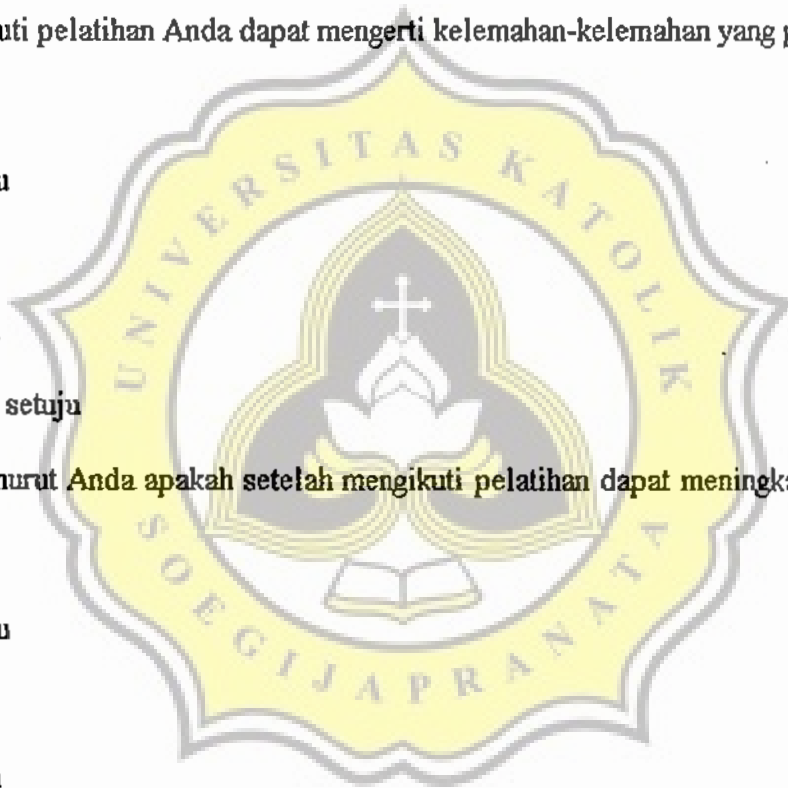 uti pelatihan Anda dapat mengerti kelemahan-kelemahan yang p
u
setuju
nurut Anda apakah setelah mengikuti pelatihan dapat meningka
u
UNIVERSITAS KATOLIK
SOEGIJAPRANATA